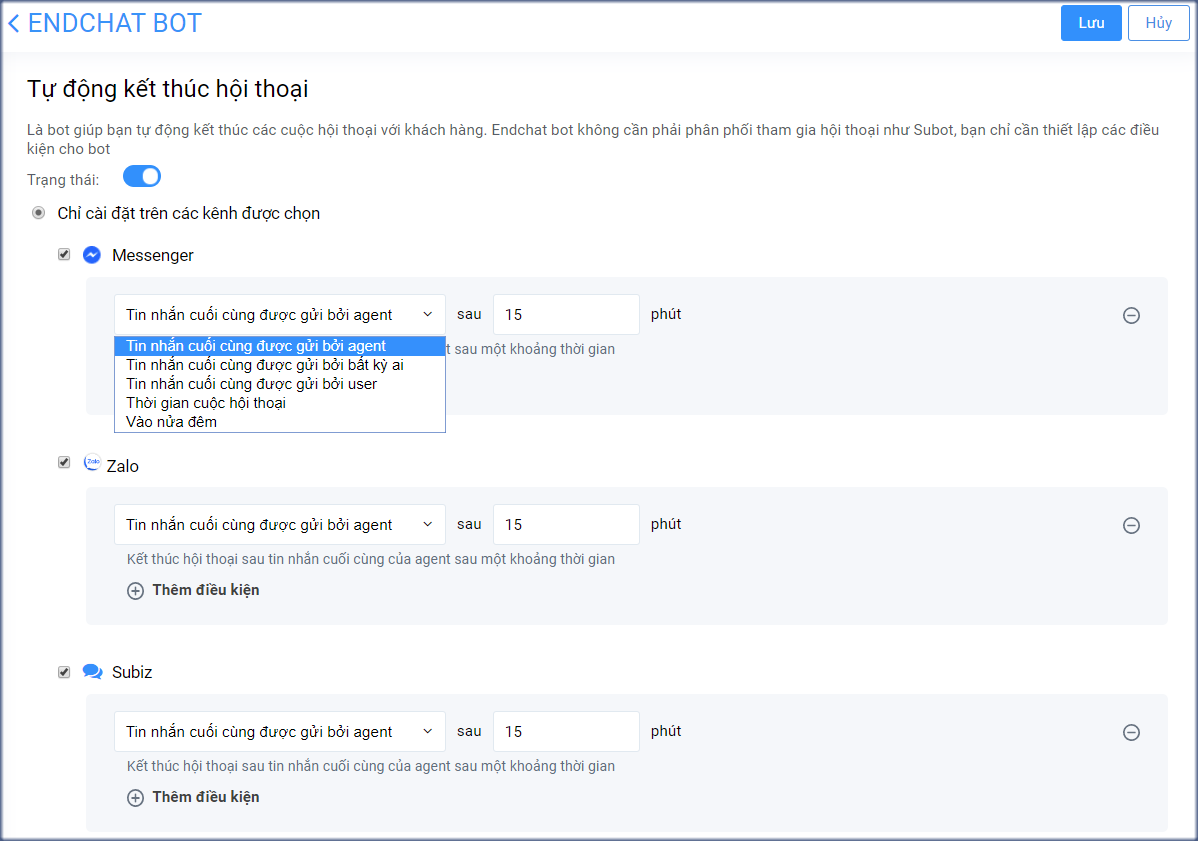 ENDCHAT BOT
Lưu
Hủy
Tự động kết thúc hội thoại
Là bot giúp bạn tự động kết thúc các cuộc hội thoại với khách hàng. Endchat bot không cần phải phân phối tham gia hội thoại như Subot, bạn chỉ cần thiết lập các điều
kiện cho bot
Trạng thái:
Chỉ cài đặt trên các kênh được chọn
Messenger
Tin nhắn cuối cùng được gửi bởi agent sau 15 phút
Tin nhắn cuối cùng được gửi bởi agent
t sau một khoảng thời gian
Tin nhắn cuối cùng được gửi bởi bất kỳ ai
Tin nhắn cuối cùng được gửi bởi user
Thời gian cuộc hội thoại
Vào nửa đêm
Zalo Zalo
Tin nhắn cuối cùng được gửi bởi agent sau 15 phút
Kết thúc hội thoại sau tin nhắn cuối cùng của agent sau một khoảng thời gian
Thêm điều kiện
Subiz
Tin nhắn cuối cùng được gửi bởi agent sau 15 phút
Kết thúc hội thoại sau tin nhắn cuối cùng của agent sau một khoảng thời gian
Thêm điều kiện